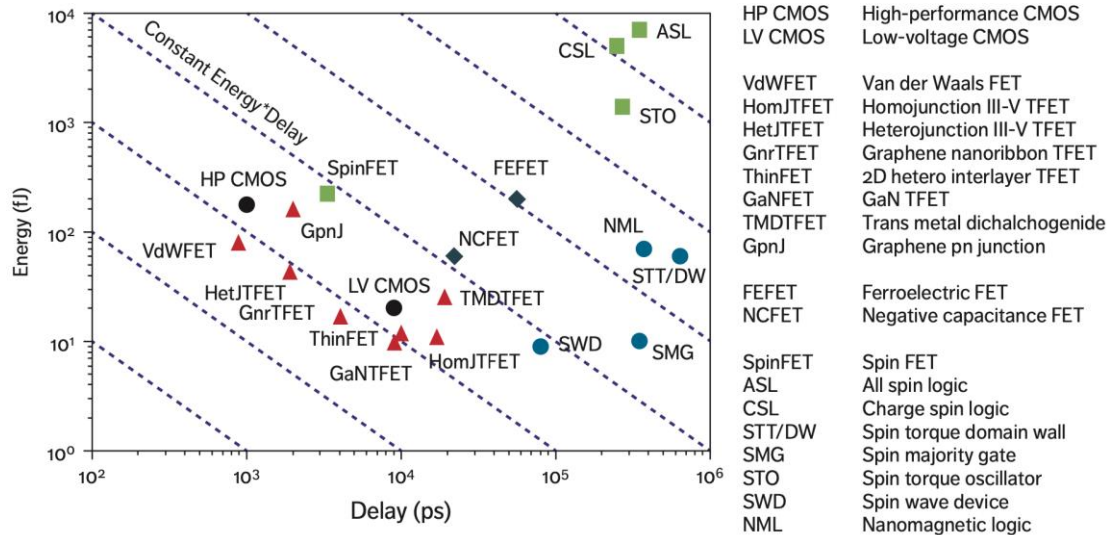 10⁴
10³
10²
10¹
10⁰
Energy (fJ)
10²
10³
10⁴
10⁵
10⁶
Delay (ps)
Constant Energy*Delay
ASL
CSL
STO
SpinFET
FEFET
HP CMOS
GpnJ
VdWFET
NML
NCFET
STT/DW
HetJTFET
LV CMOS
TMDTFET
GnrTFET
ThinFET
SWD
SMG
HomJTFET
GaNTFET
HP CMOS High-performance CMOS
LV CMOS Low-voltage CMOS
VdWFET Van der Waals FET
HomJTFET Homojunction III-V TFET
HetJTFET Heterojunction III-V TFET
GnrTFET Graphene nanoribbon TFET
ThinFET 2D hetero interlayer TFET
GaNFET GaN TFET
TMDTFET Trans metal dichalchogenide
GpnJ Graphene pn junction
FEFET Ferroelectric FET
NCFET Negative capacitance FET
SpinFET Spin FET
ASL All spin logic
CSL Charge spin logic
STT/DW Spin torque domain wall
SMG Spin majority gate
STO Spin torque oscillator
SWD Spin wave device
NML Nanomagnetic logic